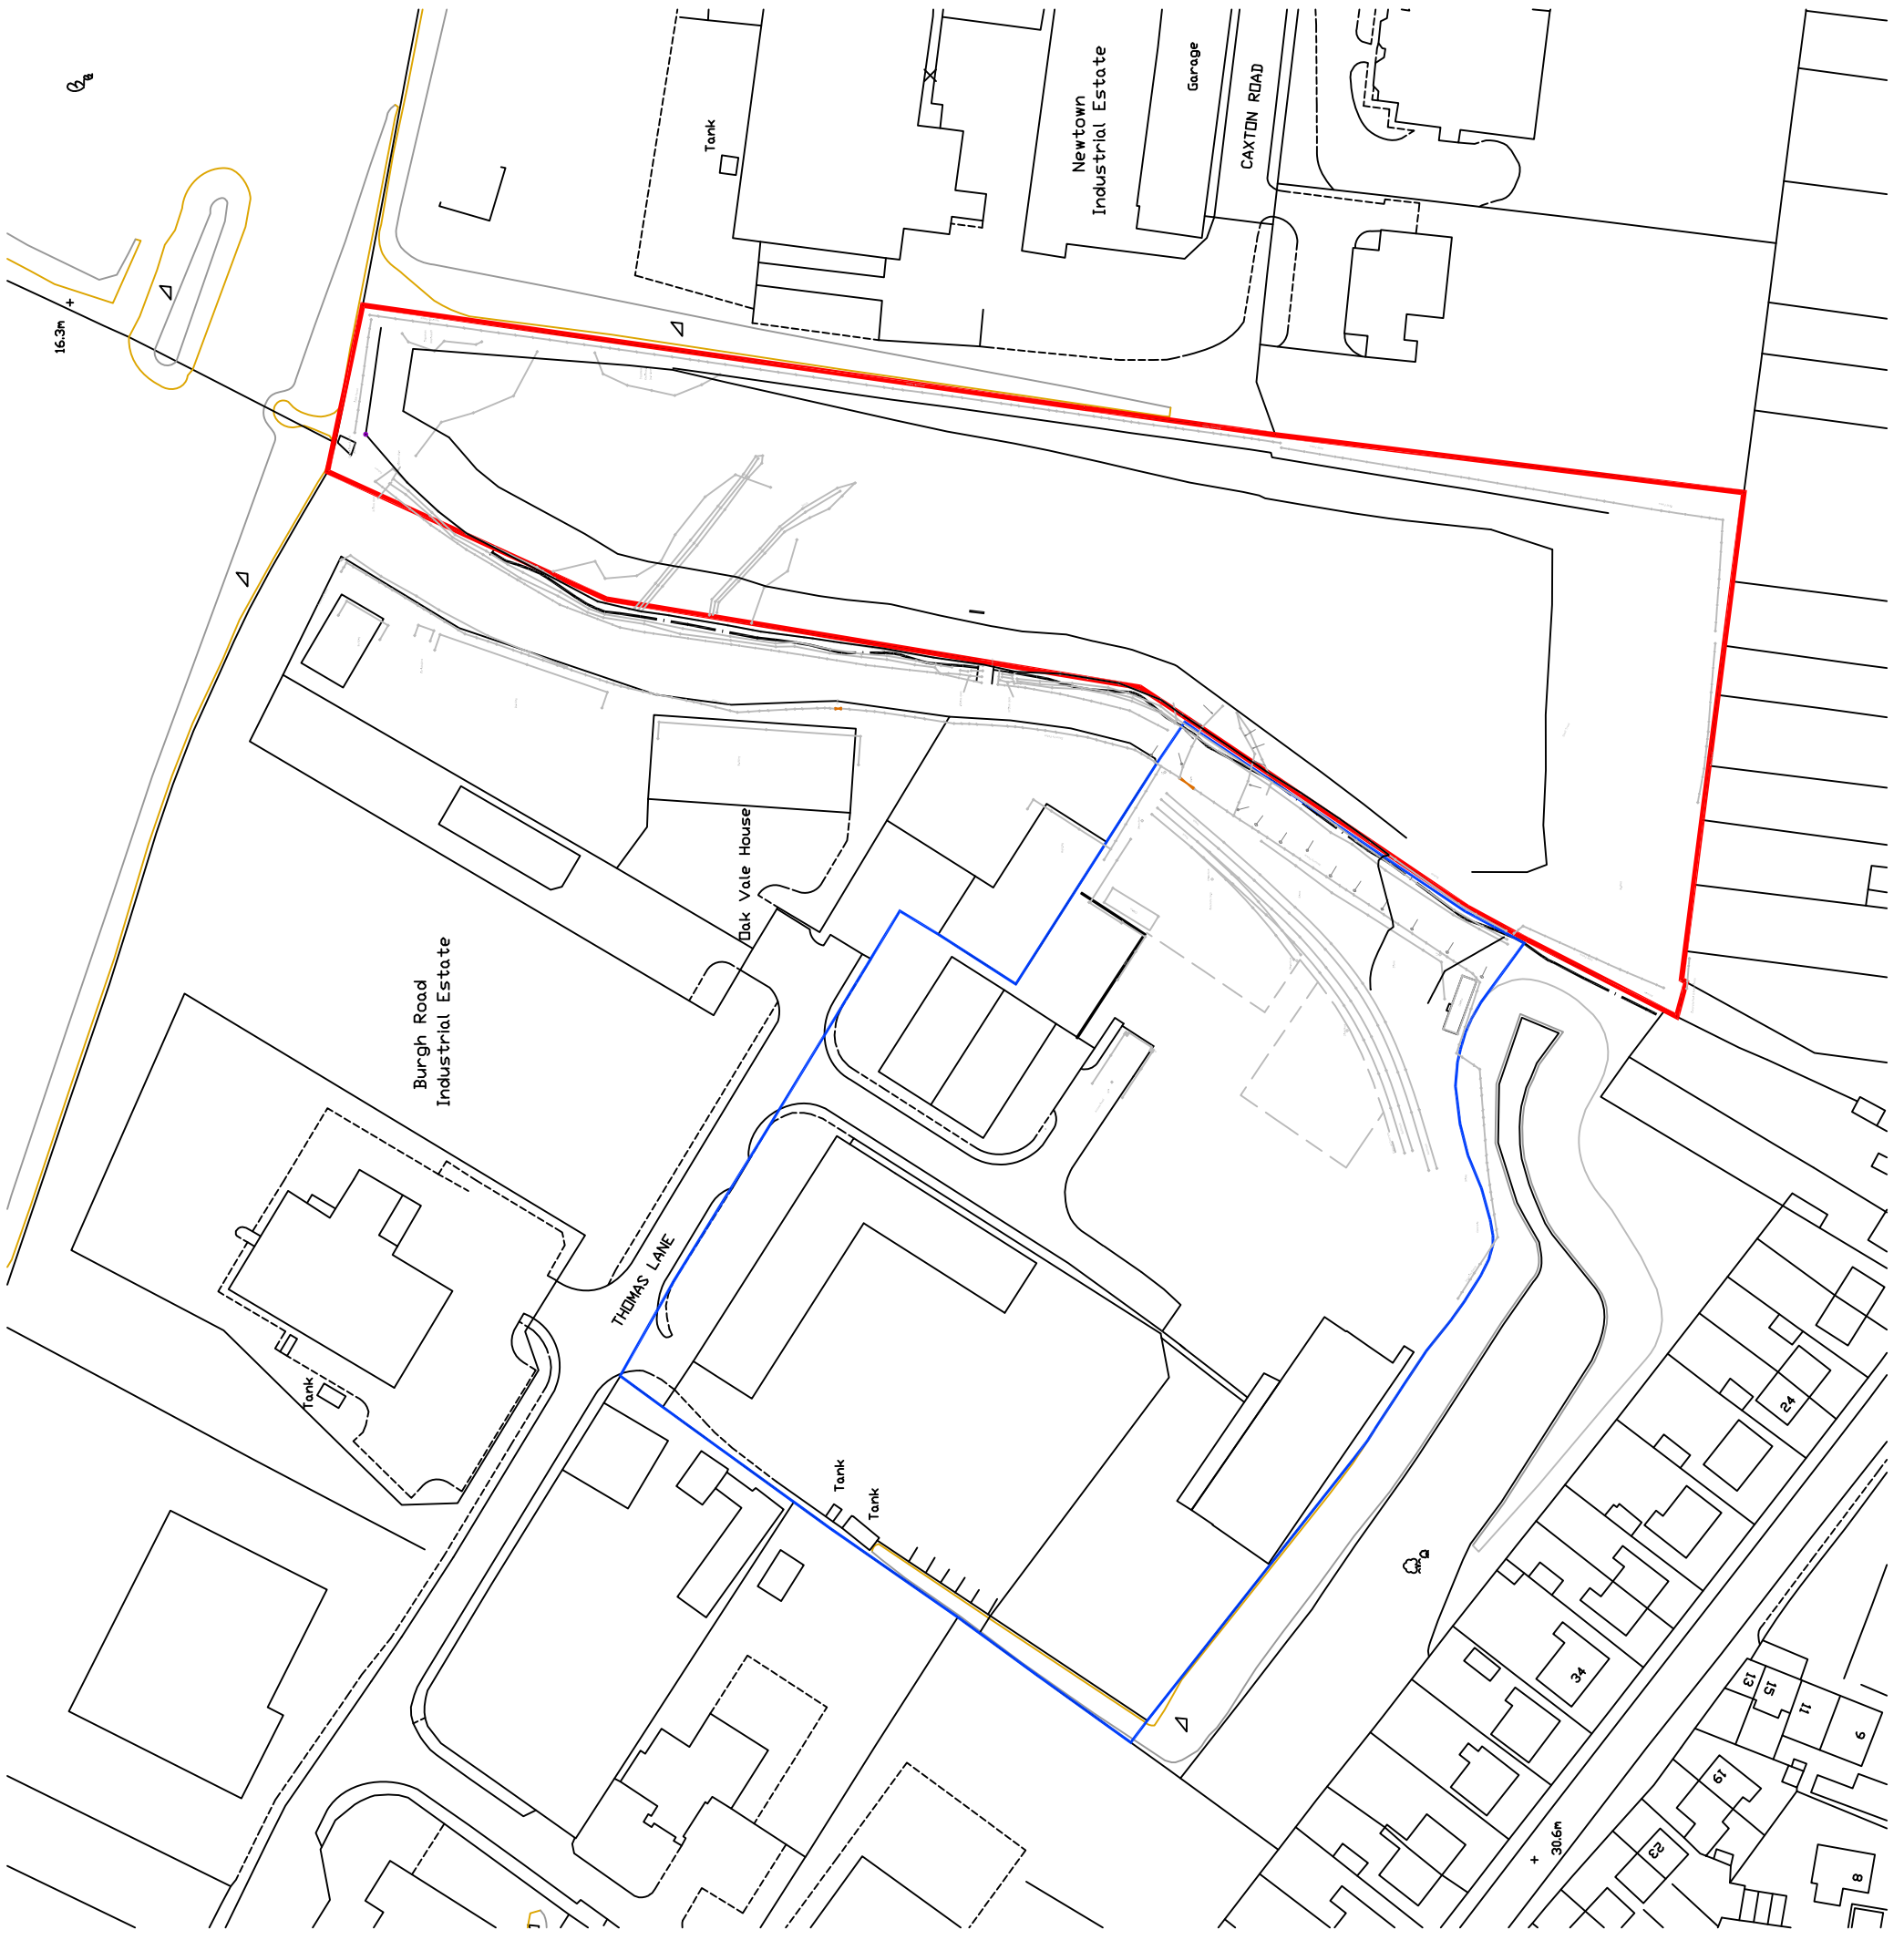 Tank
Newtown
Industrial Estate
Garage
CAXTON ROAD
16.3m
Oak Vale House
Burgh Road
Industrial Estate
THOMAS LANE
Tank
Tank
Tank
24
34
13
15
11
9
19
23
8
30.6m